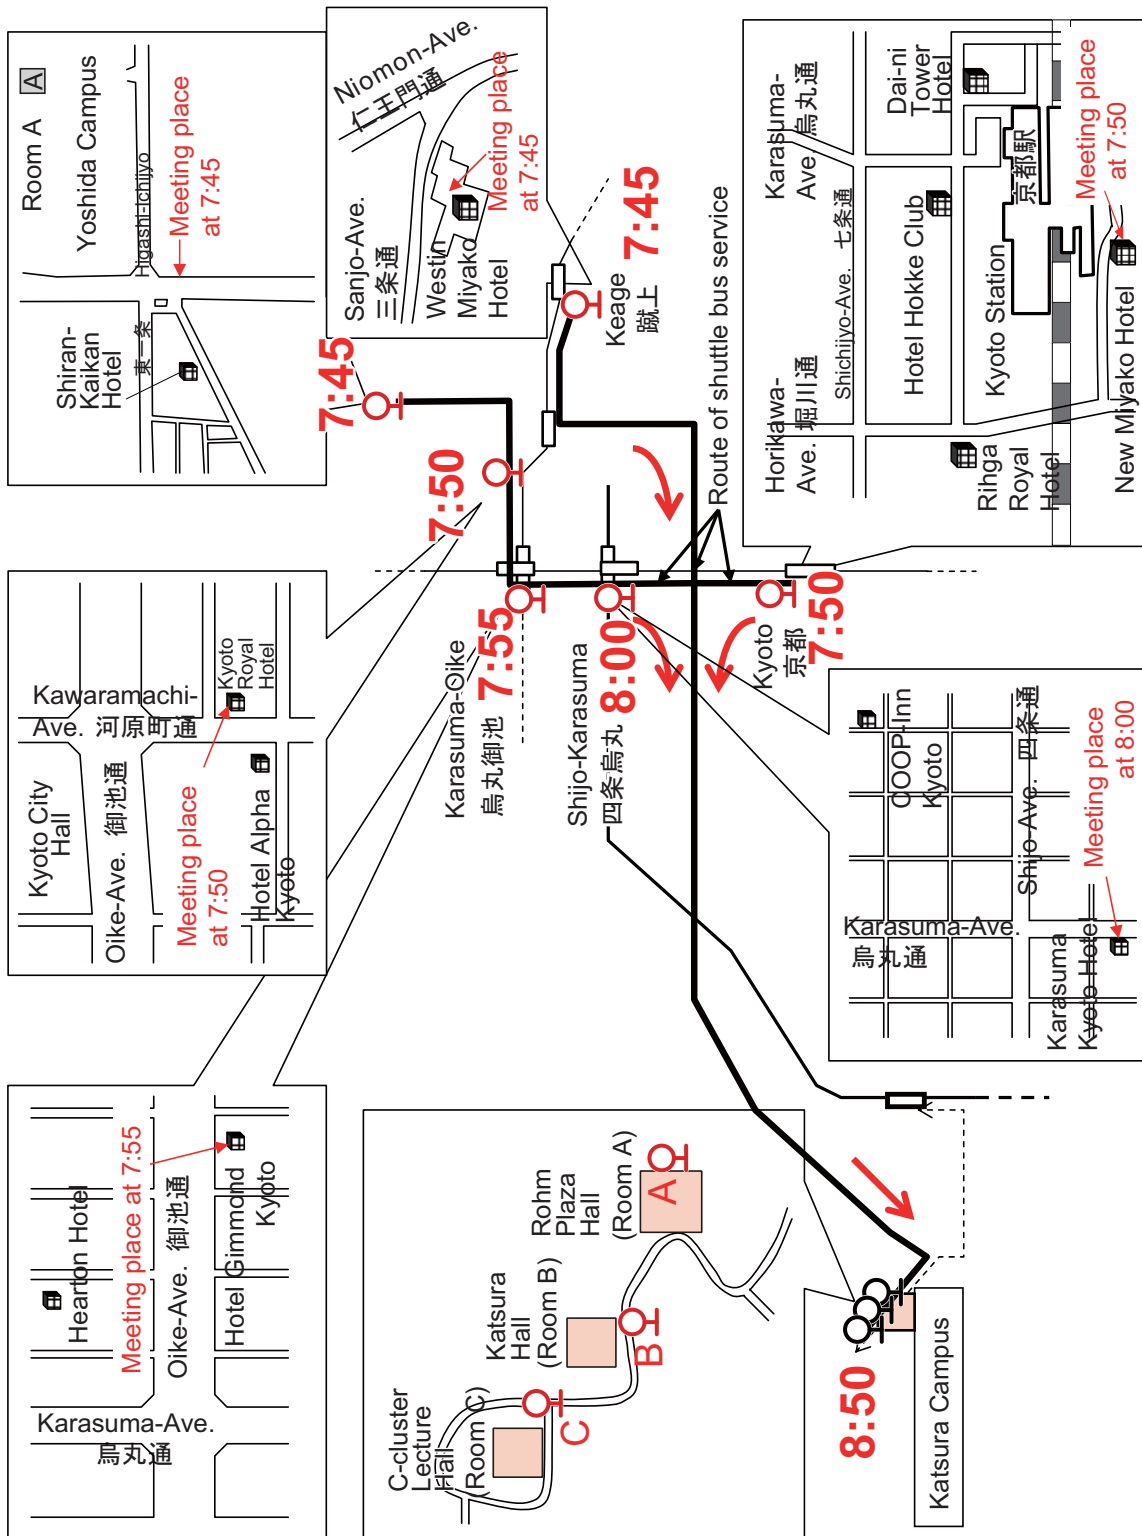 Room A
A
Yoshida Campus
Higashi-Ichijyo
東一条
Meeting place
at 7:45
Shiran-
Kaikan
Hotel
Niomon-Ave.
仁王門通
Sanjo-Ave.
三条通
Westin
Miyako
Hotel
Meeting place
at 7:45
Karasuma-
Ave. 烏丸通
Dai-ni
Tower
Hotel
Horikawa-
Ave. 堀川通
Shichijyo-Ave. 七条通
Hotel Hokke Club
Kyoto Station
京都駅
Rihga
Royal
Hotel
New Miyako Hotel
Meeting place
at 7:50
7:45
7:50
Keage
蹴上
7:45
Route of shuttle bus service
Karasuma-Oike
烏丸御池
7:55
Shijo-Karasuma
四条烏丸
8:00
Kyoto
京都
7:50
Kyoto City
Hall
Kawaramachi-
Ave. 河原町通
Oike-Ave. 御池通
Kyoto
Royal
Hotel
Meeting place
at 7:50
Hotel Alpha
Kyoto
COOP-Inn
Kyoto
Shijo-Ave. 四条通
Karasuma-Ave.
烏丸通
Karasuma
Kyoto Hotel
Meeting place
at 8:00
Hearton Hotel
Meeting place at 7:55
Oike-Ave. 御池通
Hotel Gimmond
Kyoto
Karasuma-Ave.
烏丸通
Rohm
Plaza
Hall
(Room A)
A
Katsura
Hall
(Room B)
B
C-cluster
Lecture
Hall
(Room C)
C
8:50
Katsura Campus